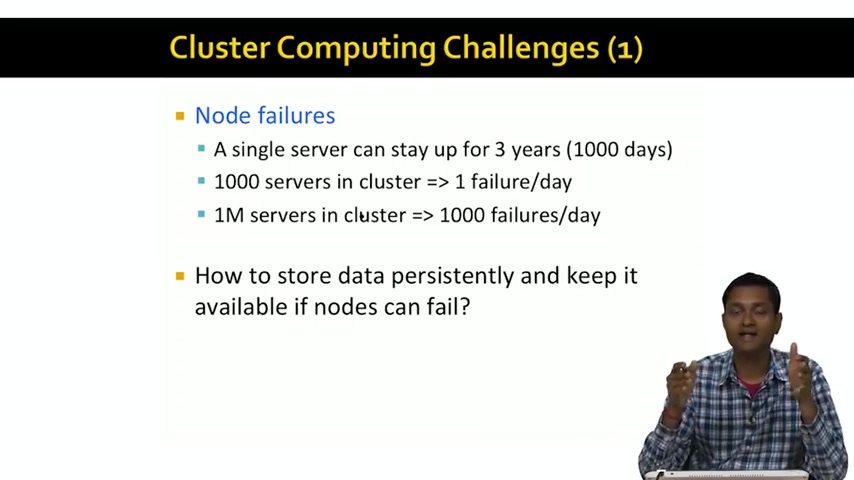 Cluster Computing Challenges (1)
Node failures
A single server can stay up for 3 years (1000 days)
1000 servers in cluster => 1 failure/day
1M servers in cluster => 1000 failures/day
How to store data persistently and keep it
available if nodes can fail?